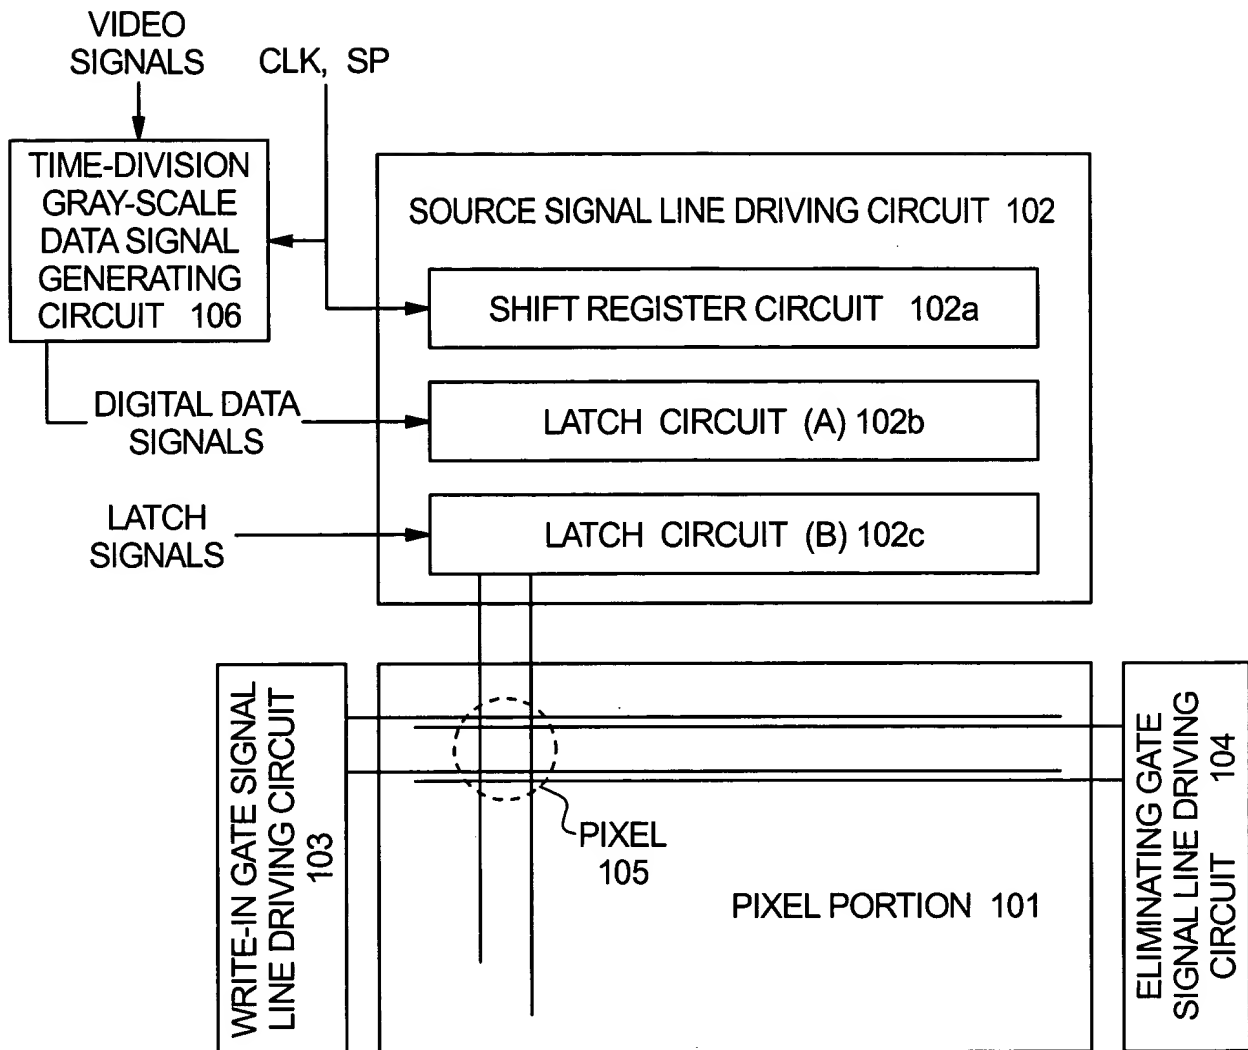 VIDEO
SIGNALS
CLK, SP
TIME-DIVISION
GRAY-SCALE
DATA SIGNAL
GENERATING
CIRCUIT 106
SOURCE SIGNAL LINE DRIVING CIRCUIT 102
SHIFT REGISTER CIRCUIT 102a
DIGITAL DATA
SIGNALS
LATCH CIRCUIT (A) 102b
LATCH
SIGNALS
LATCH CIRCUIT (B) 102c
WRITE-IN GATE SIGNAL
LINE DRIVING CIRCUIT
103
PIXEL
105
PIXEL PORTION 101
ELIMINATING GATE
SIGNAL LINE DRIVING
CIRCUIT 104